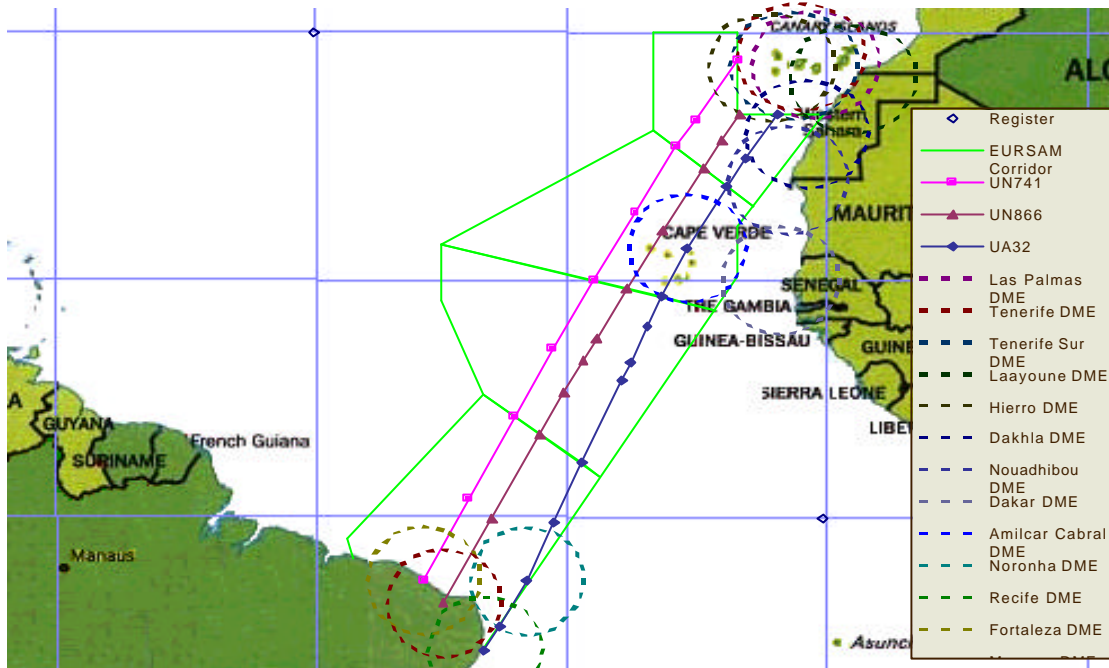 CANARY ISLANDS
ALG
Western
Sahara
MAURIT
CAPE VERDE
SENEGAL
THE GAMBIA
GUINEA-BISSAU
GUINE
SIERRA LEONE
LIBE
GUYANA
SURINAME
French Guiana
Manaus
Asunci
Register
EURSAM
Corridor
UN741
UN866
UA32
Las Palmas
DME
Tenerife DME
Tenerife Sur
DME
Laayoune DME
Hierro DME
Dakhla DME
Nouadhibou
DME
Dakar DME
Amilcar Cabral
DME
Noronha DME
Recife DME
Fortaleza DME